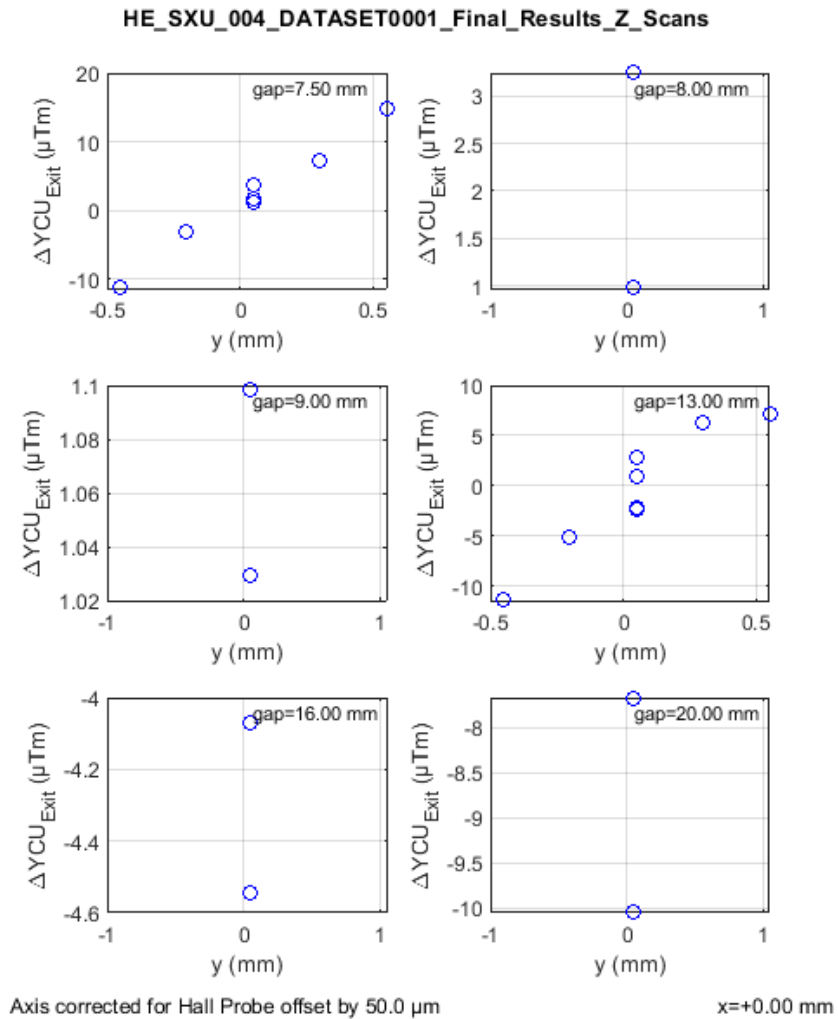 HE_SXU_004_DATASET0001_Final_Results_Z_Scans
gap=7.50 mm
ΔYCU_Exit (µTm)
20
10
0
-10
-0.5
0
0.5
y (mm)
gap=8.00 mm
ΔYCU_Exit (µTm)
3
2.5
2
1.5
1
-1
0
1
y (mm)
gap=9.00 mm
ΔYCU_Exit (µTm)
1.1
1.08
1.06
1.04
1.02
-1
0
1
y (mm)
gap=13.00 mm
ΔYCU_Exit (µTm)
10
5
0
-5
-10
-0.5
0
0.5
y (mm)
gap=16.00 mm
ΔYCU_Exit (µTm)
-4
-4.2
-4.4
-4.6
-1
0
1
y (mm)
gap=20.00 mm
ΔYCU_Exit (µTm)
-8
-8.5
-9
-9.5
-10
-1
0
1
y (mm)
Axis corrected for Hall Probe offset by 50.0 µm
x=+0.00 mm